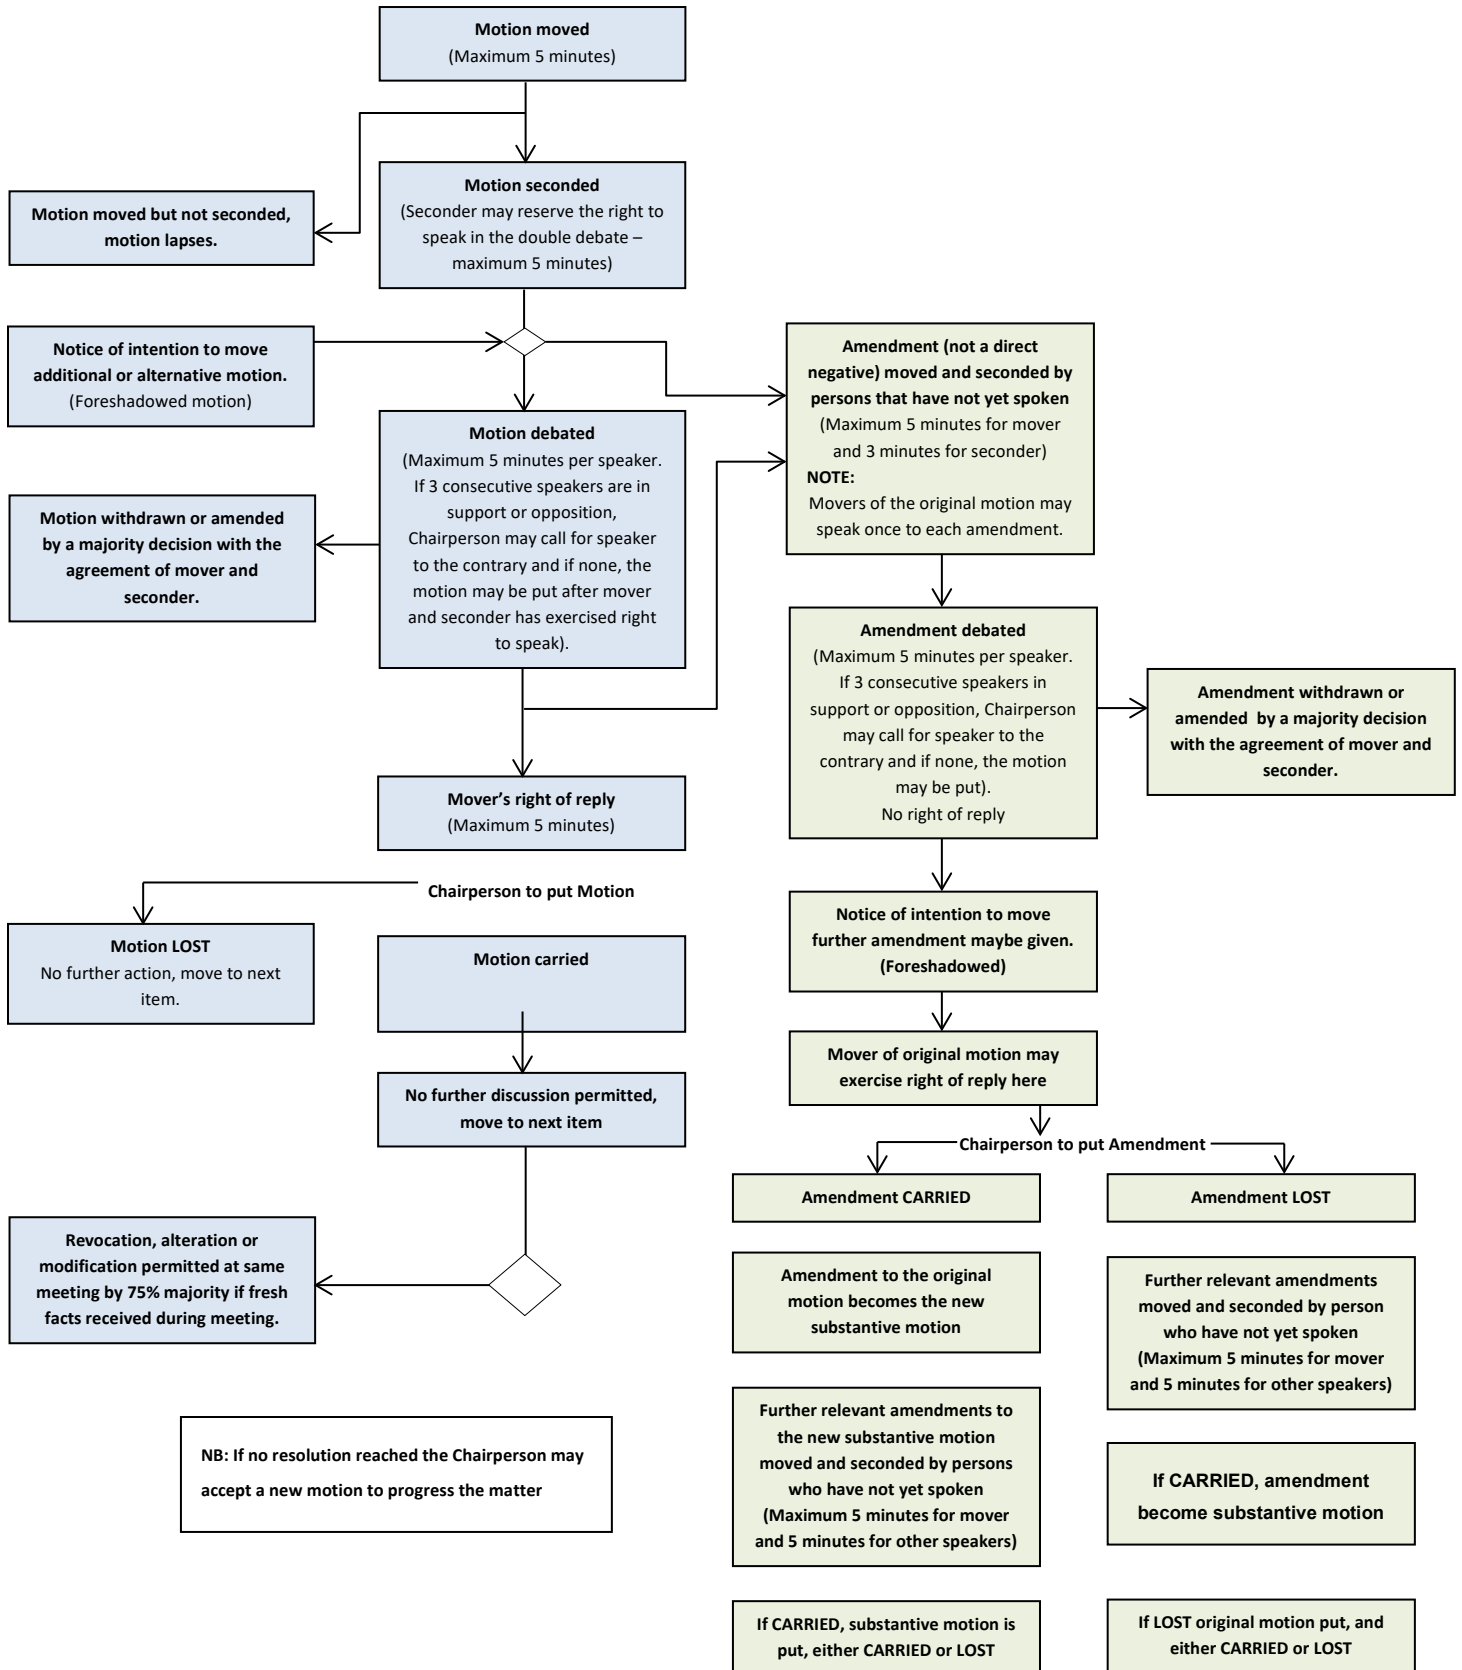 Motion moved
(Maximum 5 minutes)
Motion seconded
(Seconder may reserve the right to
speak in the double debate –
maximum 5 minutes)
Motion moved but not seconded,
motion lapses.
Notice of intention to move
additional or alternative motion.
(Foreshadowed motion)
Motion debated
(Maximum 5 minutes per speaker.
If 3 consecutive speakers are in
support or opposition,
Chairperson may call for speaker
to the contrary and if none, the
motion may be put after mover
and seconder has exercised right
to speak).
Motion withdrawn or amended
by a majority decision with the
agreement of mover and
seconder.
Mover’s right of reply
(Maximum 5 minutes)
Chairperson to put Motion
Motion LOST
No further action, move to next
item.
Motion carried
No further discussion permitted,
move to next item
Revocation, alteration or
modification permitted at same
meeting by 75% majority if fresh
facts received during meeting.
NB: If no resolution reached the Chairperson may
accept a new motion to progress the matter
Amendment (not a direct
negative) moved and seconded by
persons that have not yet spoken
(Maximum 5 minutes for mover
and 3 minutes for seconder)
NOTE:
Movers of the original motion may
speak once to each amendment.
Amendment debated
(Maximum 5 minutes per speaker.
If 3 consecutive speakers in
support or opposition, Chairperson
may call for speaker to the
contrary and if none, the motion
may be put).
No right of reply
Amendment withdrawn or
amended by a majority decision
with the agreement of mover and
seconder.
Notice of intention to move
further amendment maybe given.
(Foreshadowed)
Mover of original motion may
exercise right of reply here
Chairperson to put Amendment
Amendment CARRIED
Amendment to the original
motion becomes the new
substantive motion
Further relevant amendments to
the new substantive motion
moved and seconded by persons
who have not yet spoken
(Maximum 5 minutes for mover
and 5 minutes for other speakers)
If CARRIED, substantive motion is
put, either CARRIED or LOST
Amendment LOST
Further relevant amendments
moved and seconded by person
who have not yet spoken
(Maximum 5 minutes for mover
and 5 minutes for other speakers)
If CARRIED, amendment
become substantive motion
If LOST original motion put, and
either CARRIED or LOST